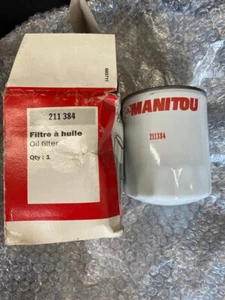 211 384
Filtre à huile
Oil filter
Qty : 1
MANITOU
211384